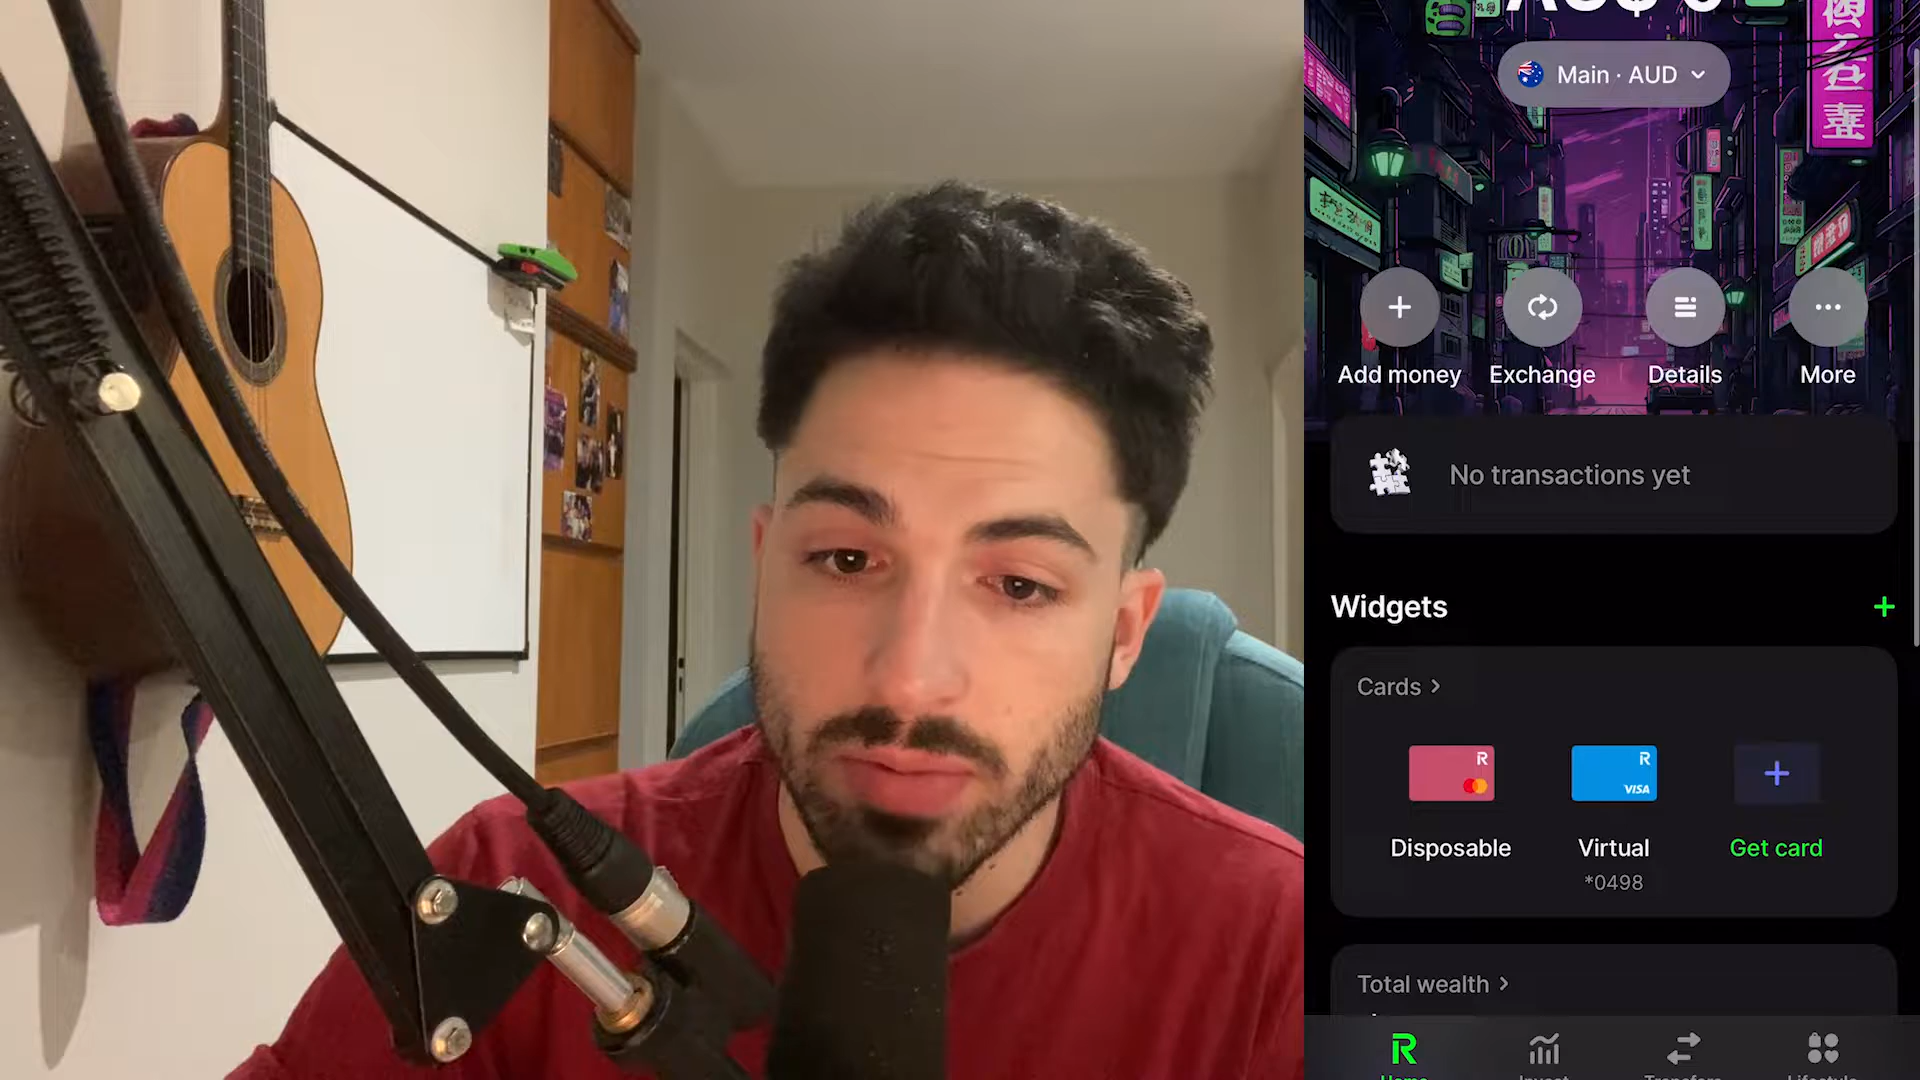 Main · AUD
Add money
Exchange
Details
More
No transactions yet
Widgets
Cards
R
R
VISA
Disposable
Virtual
Get card
*0498
Total wealth
R